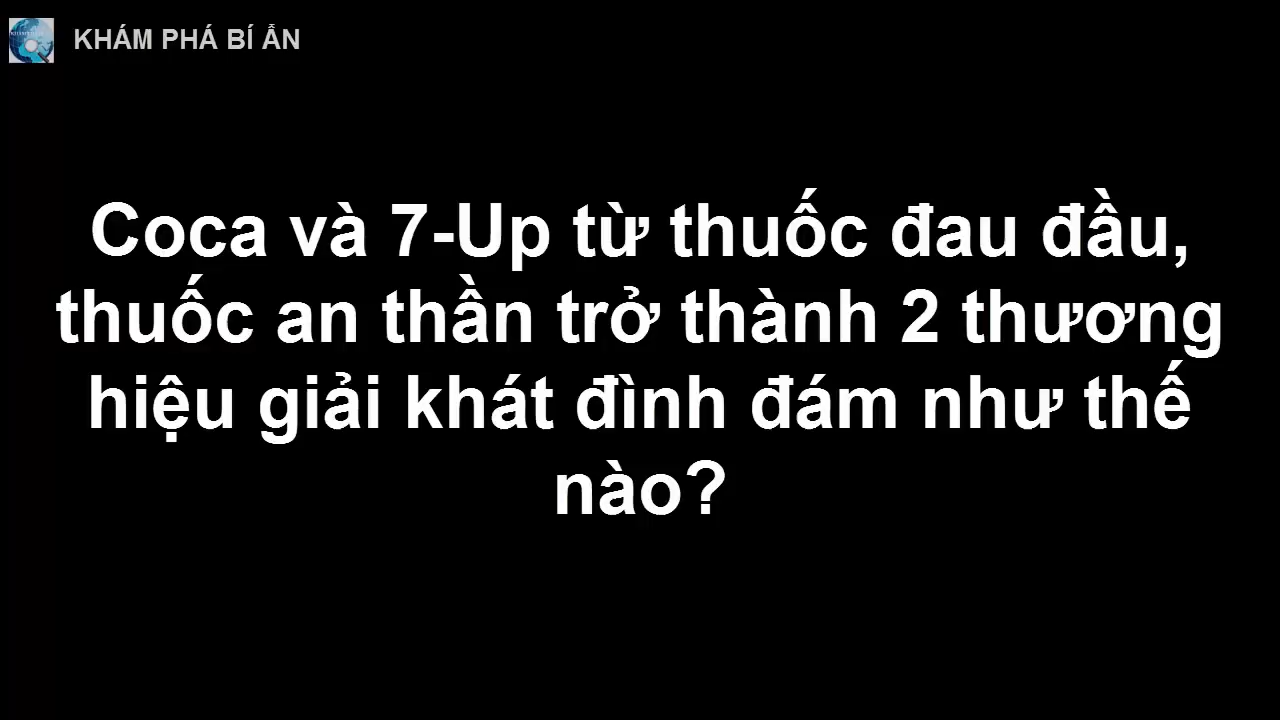 KHÁM PHÁ BÍ ẨN
Coca và 7-Up từ thuốc đau đầu,
thuốc an thần trở thành 2 thương
hiệu giải khát đình đám như thế
nào?